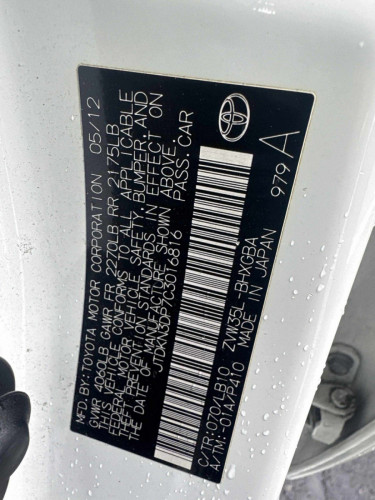 MFD.BY:TOYOTA MOTOR CORPORATION 05/12
GVWR 4080LB GAWR FR 2270LB RR 2175LB
THIS VEHICLE CONFORMS TO ALL APPLICABLE
FEDERAL MOTOR VEHICLE SAFETY, BUMPER, AND
THEFT PREVENTION STANDARDS IN EFFECT ON
THE DATE OF MANUFACTURE SHOWN ABOVE.
JTDKN3DP7C3016816 PASS.CAR
C/TR:070/LB10 ZVW35L-BHXGBA
A/TM:-01A/P410 MADE IN JAPAN
979 A